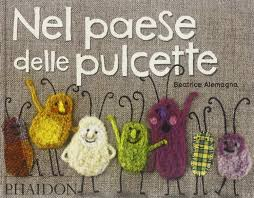 Nel paese
delle pulcette
Beatrice Alemagna
PHAIDON